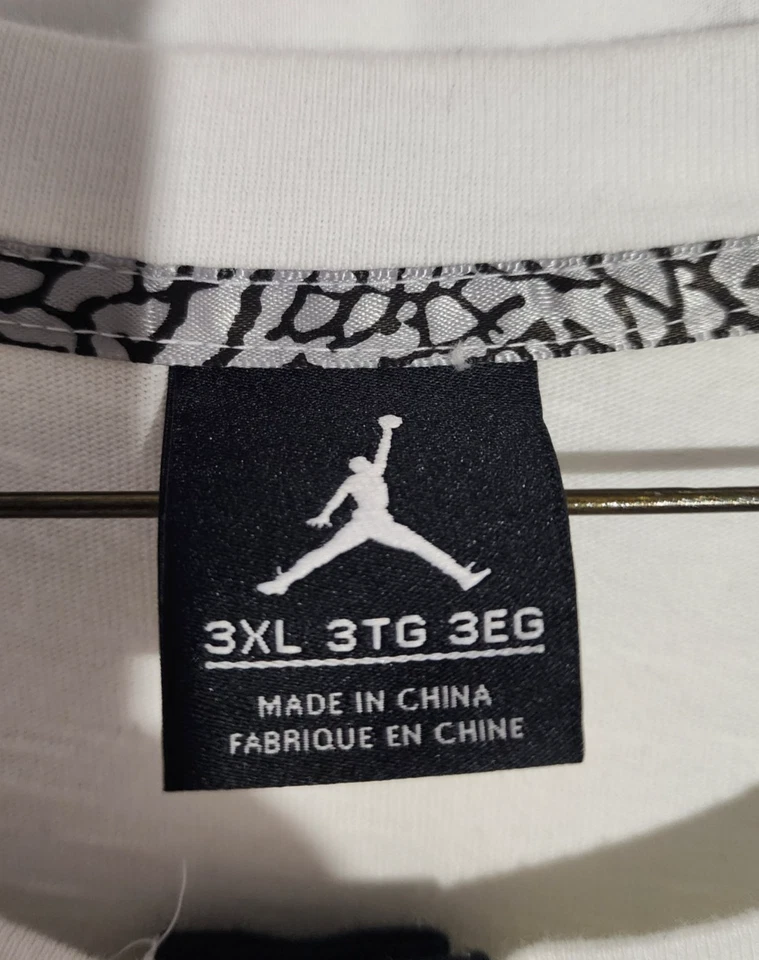 3XL 3TG 3EG
MADE IN CHINA
FABRIQUE EN CHINE